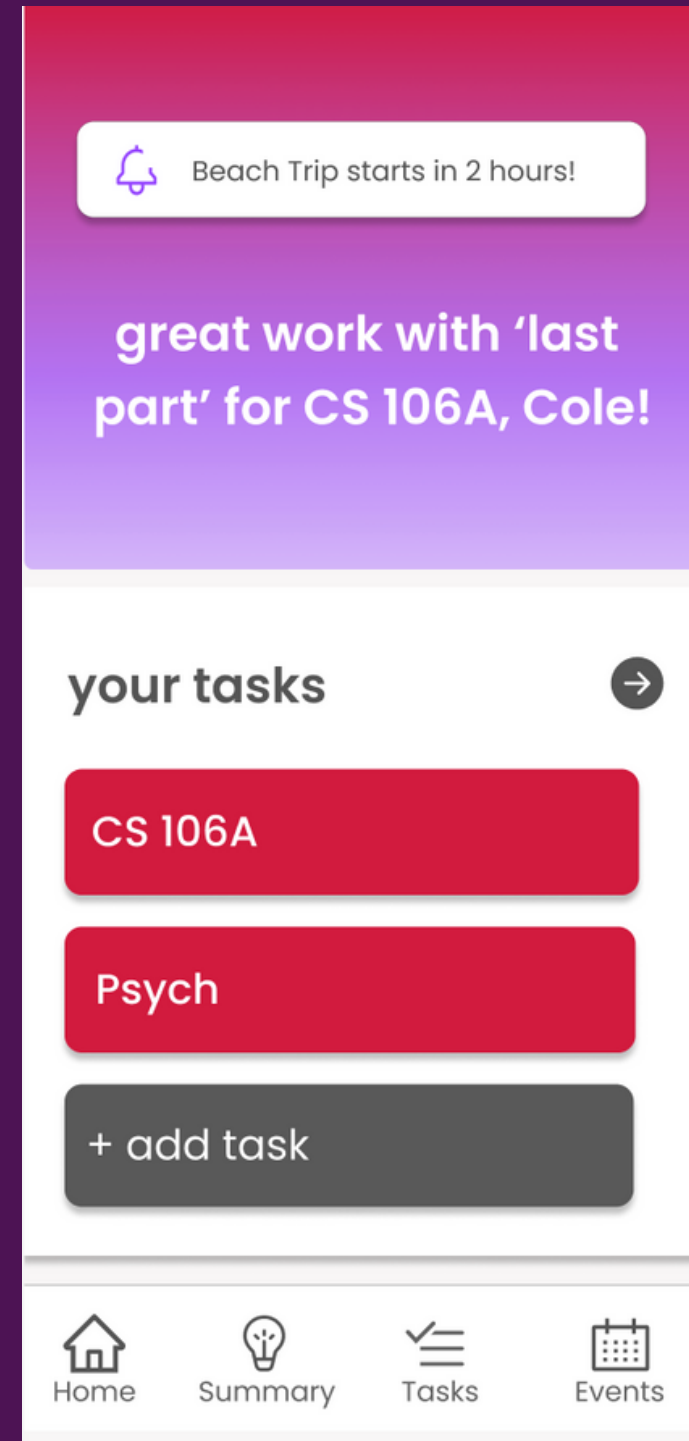 Beach Trip starts in 2 hours!
great work with ‘last
part’ for CS 106A, Cole!
your tasks
CS 106A
Psych
+ add task
Home Summary Tasks Events